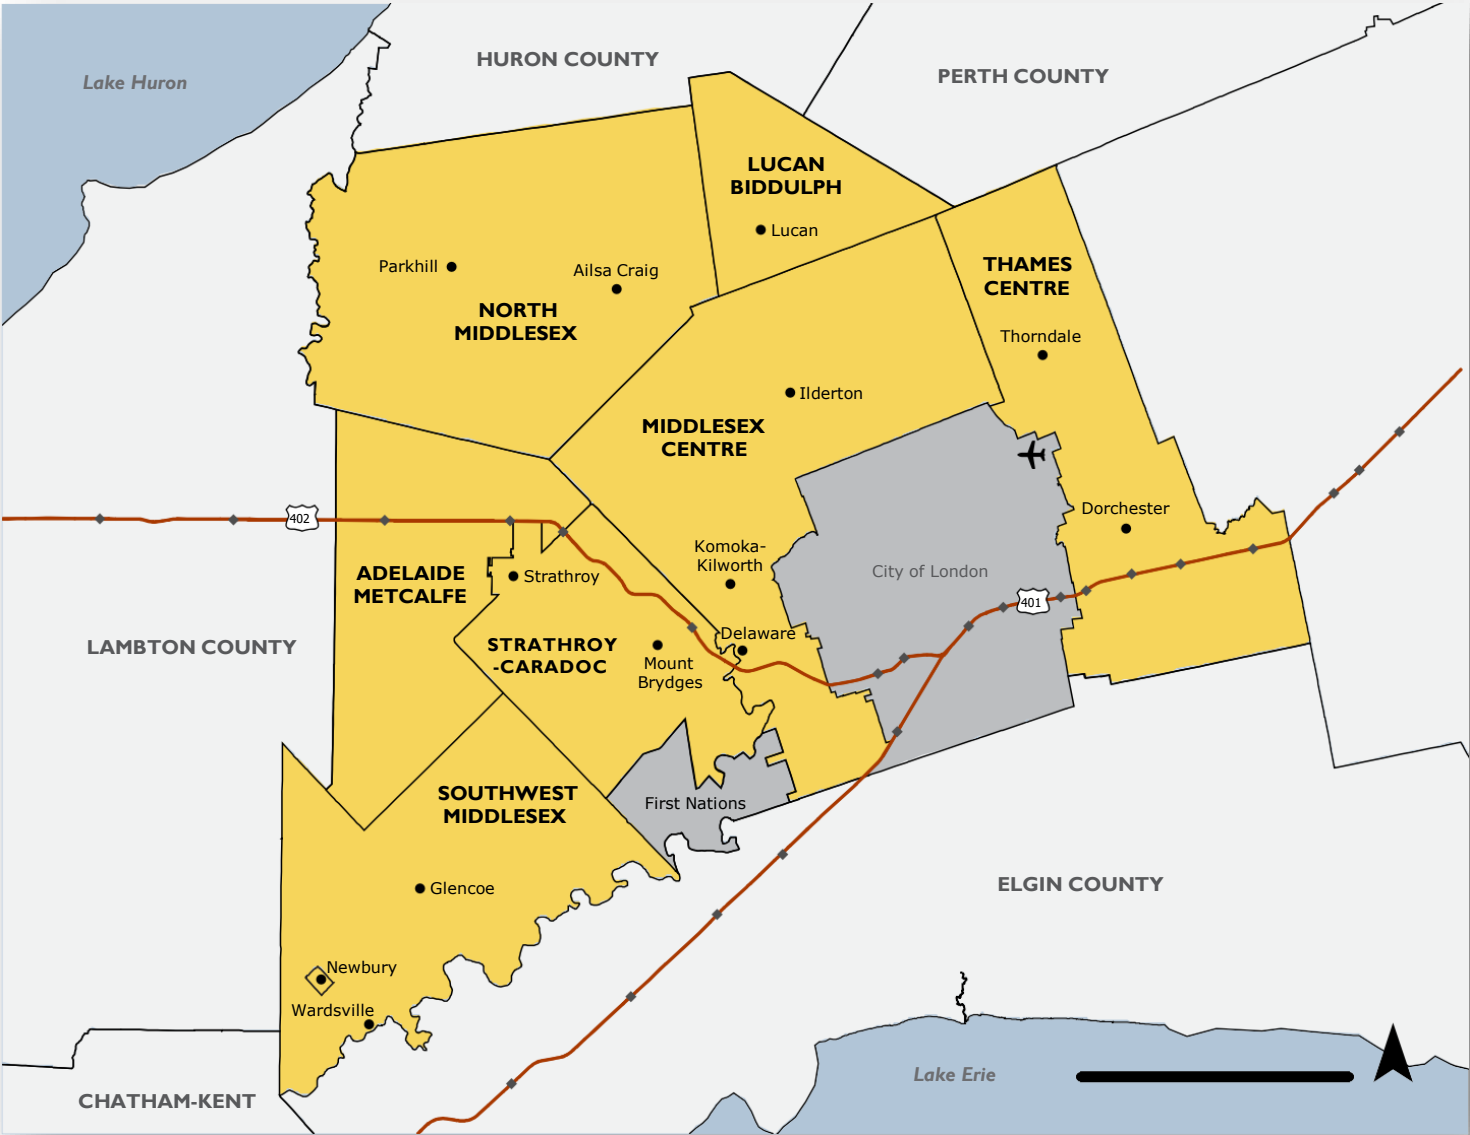 HURON COUNTY
PERTH COUNTY
Lake Huron
LUCAN
BIDDULPH
Lucan
Parkhill
Ailsa Craig
THAMES
CENTRE
NORTH
MIDDLESEX
Thorndale
Ilderton
MIDDLESEX
CENTRE
402
Dorchester
Komoka-
Kilworth
City of London
ADELAIDE
METCALFE
Strathroy
401
Delaware
LAMBTON COUNTY
STRATHROY
-CARADOC
Mount
Brydges
SOUTHWEST
MIDDLESEX
First Nations
Glencoe
ELGIN COUNTY
Newbury
Wardsville
Lake Erie
CHATHAM-KENT